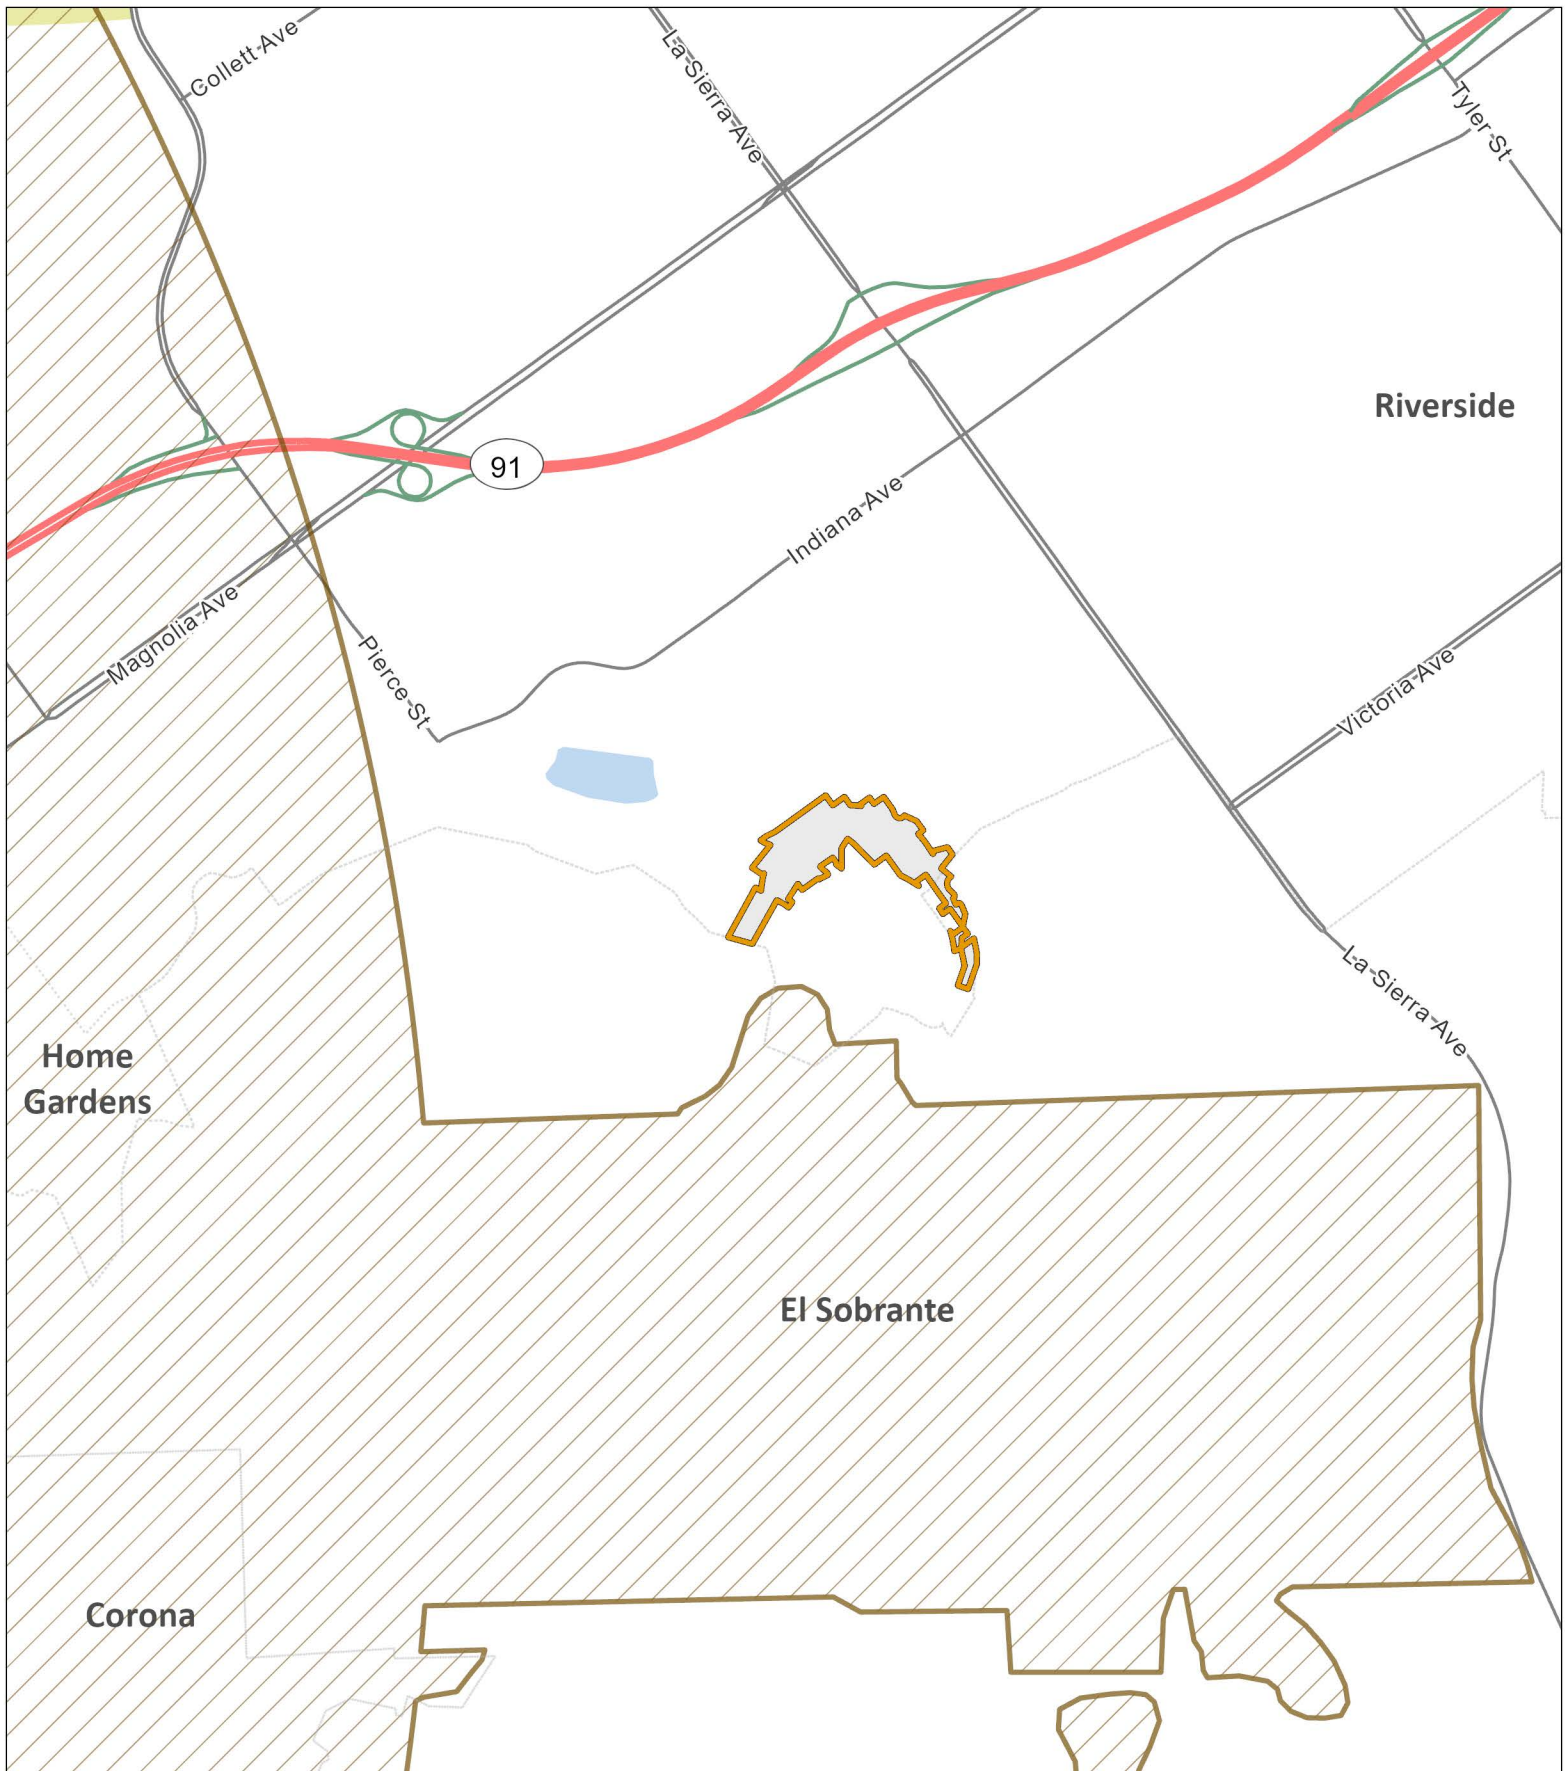 Collett Ave
La Sierra Ave
Tyler St
Riverside
91
Indiana Ave
Magnolia Ave
Pierce St
Victoria Ave
La Sierra Ave
Home
Gardens
El Sobrante
Corona